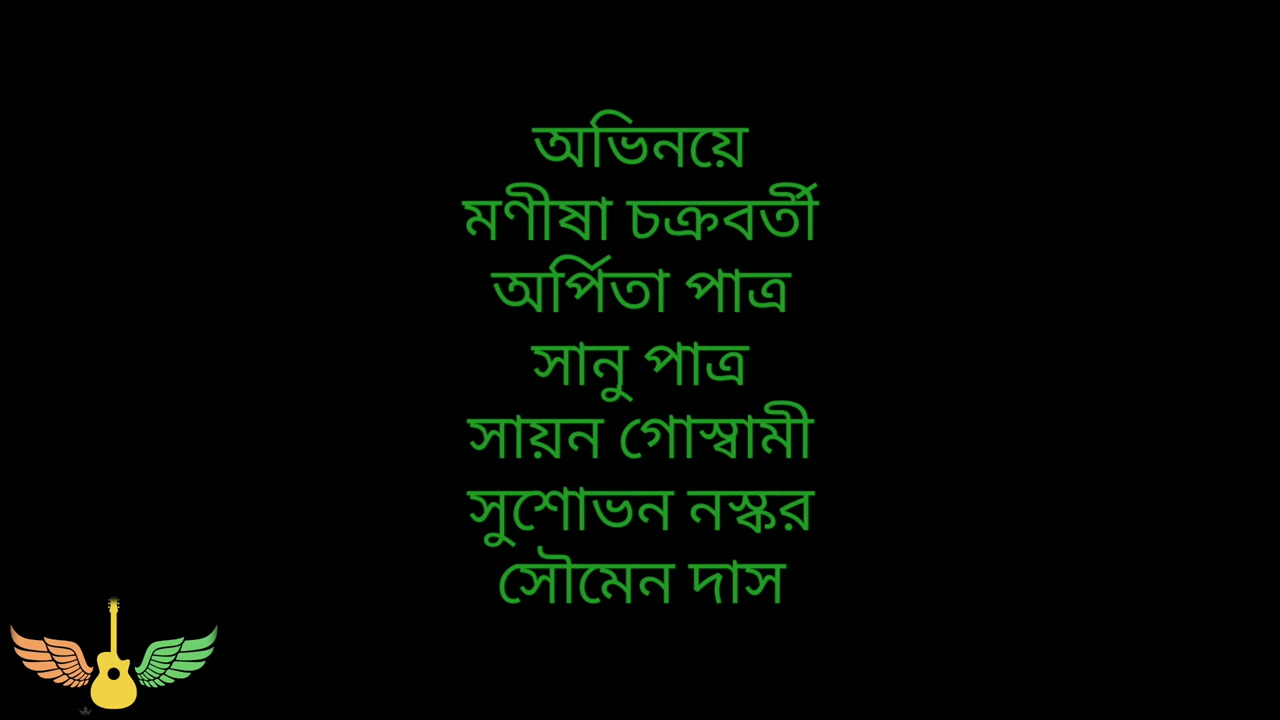 অভিনয়ে
মণীষা চক্রবর্তী
অর্পিতা পাত্র
সানু পাত্র
সায়ন গোস্বামী
সুশোভন নস্কর
সৌমেন দাস